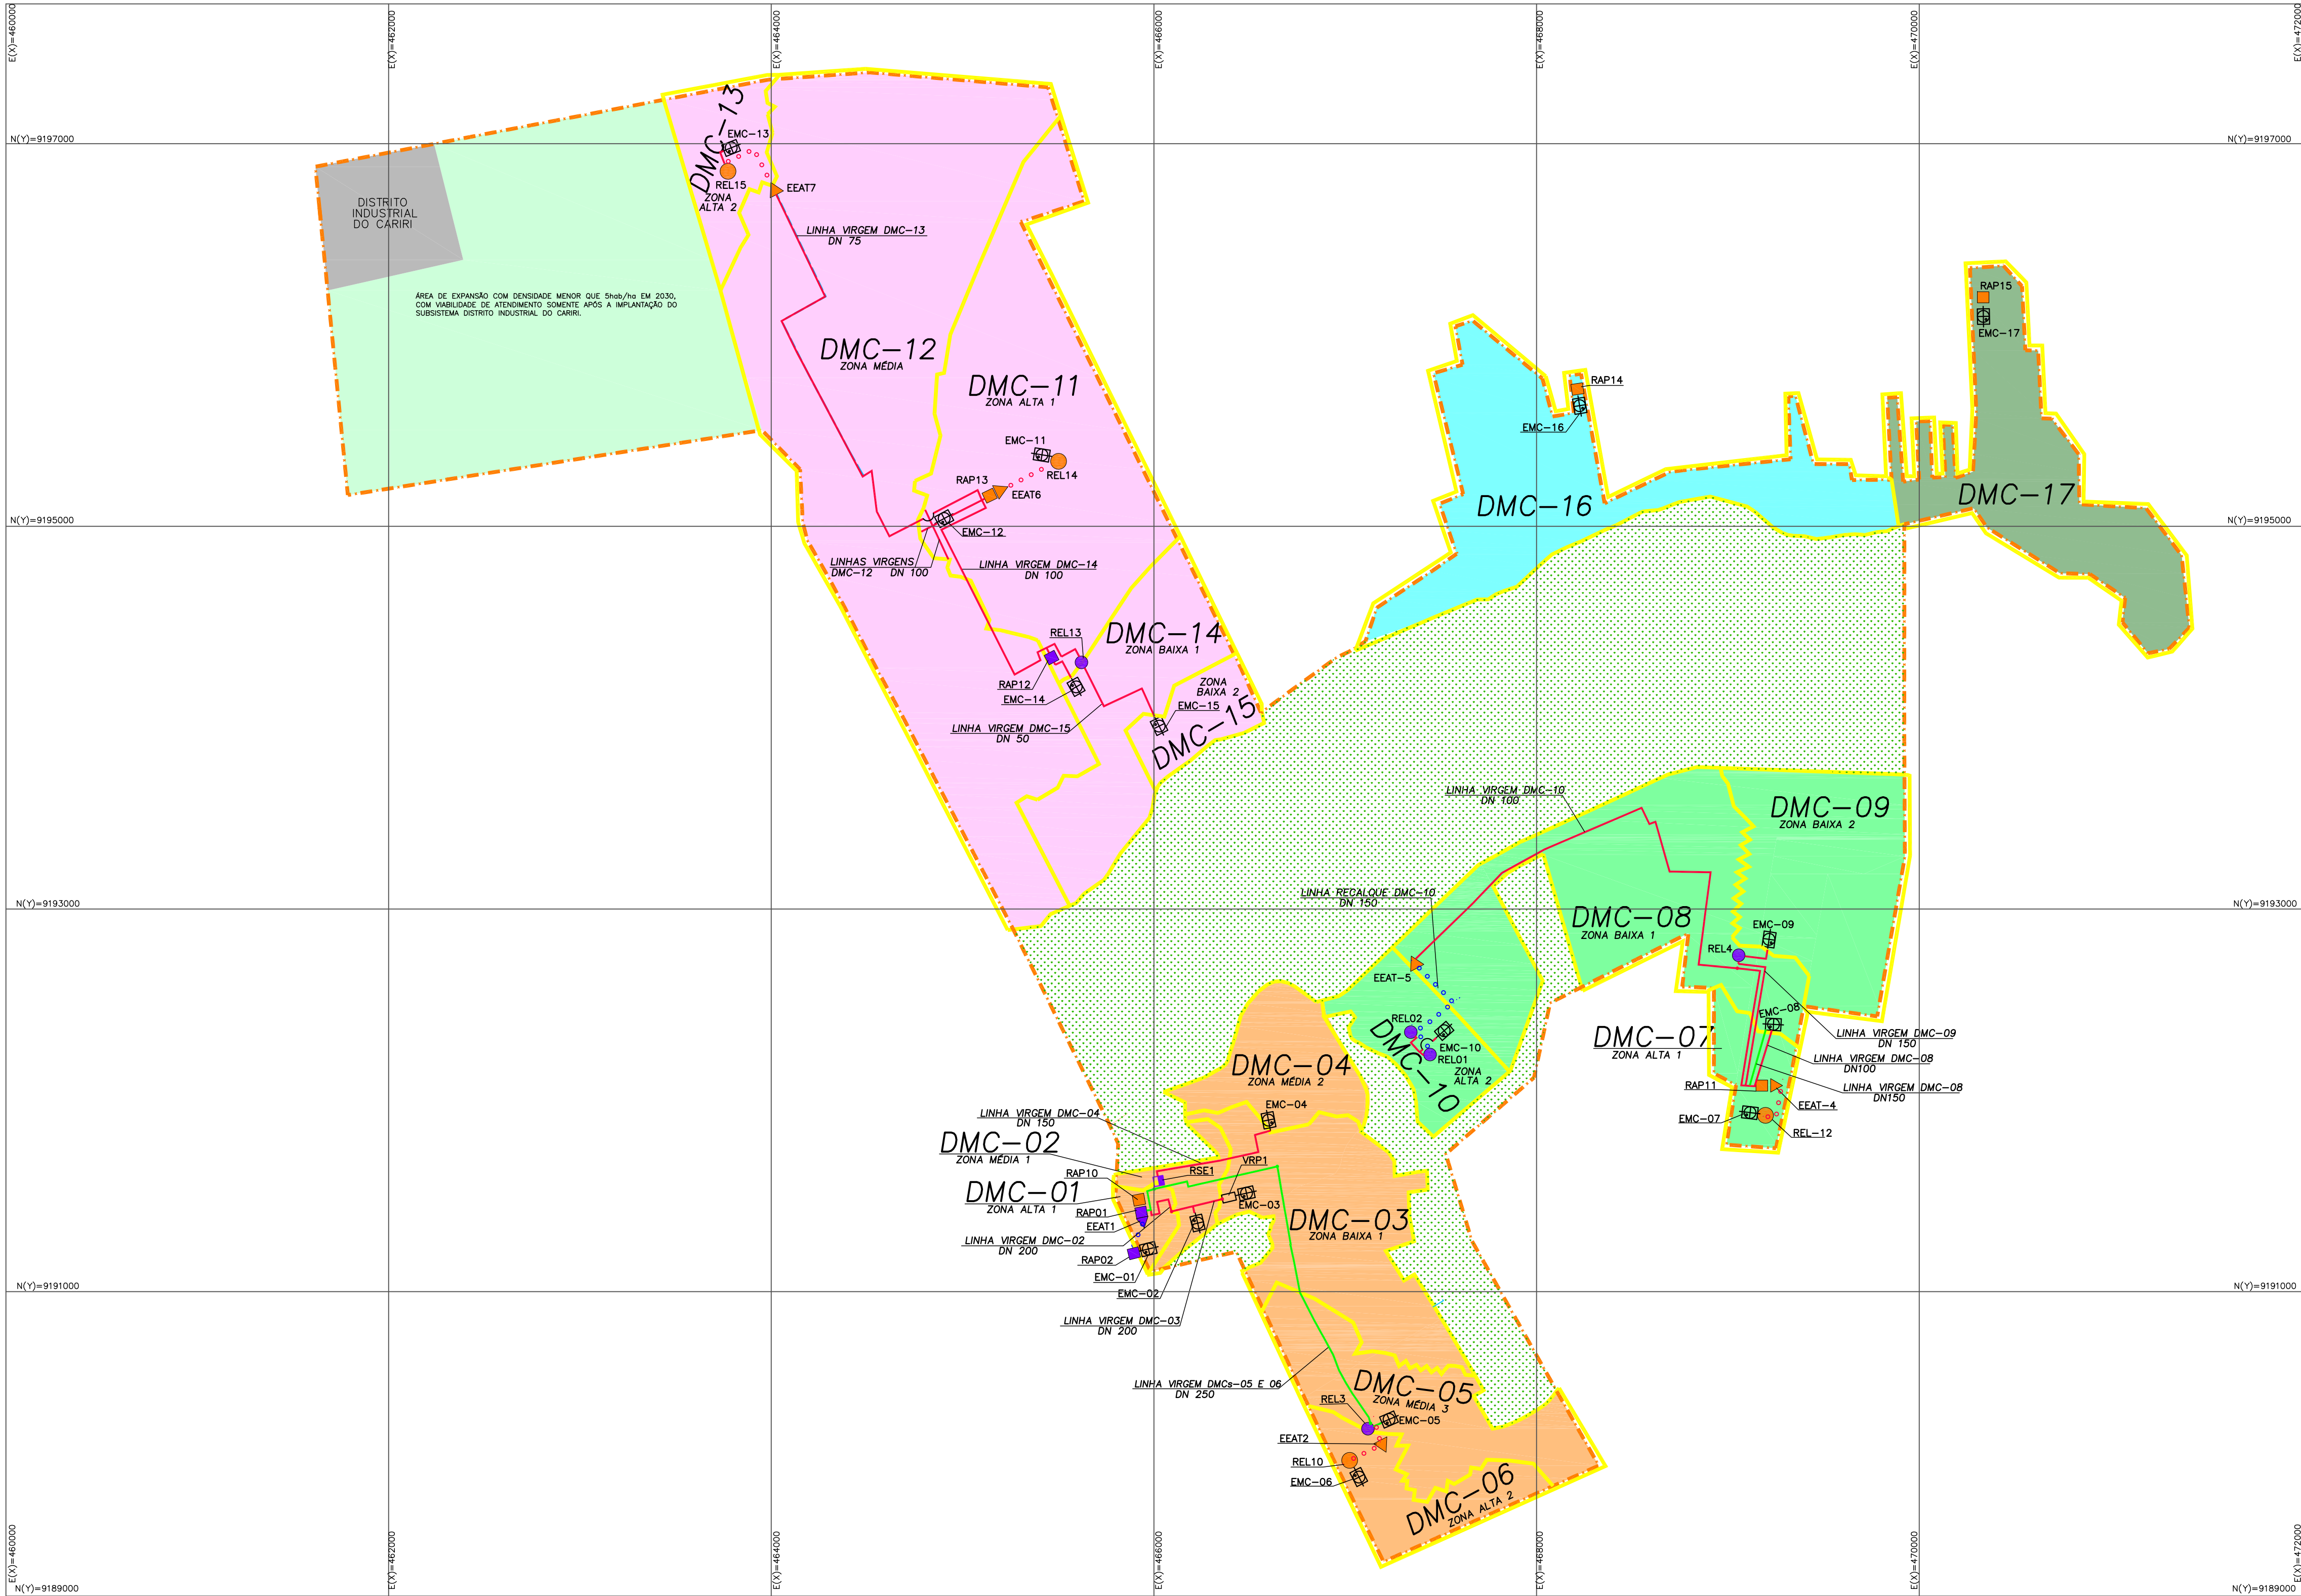 E(X)=460000
E(X)=462000
E(X)=464000
E(X)=466000
E(X)=468000
E(X)=470000
E(X)=472000
N(Y)=9197000
N(Y)=9197000
DISTRITO
INDUSTRIAL
DO CARIRI
DMC-13
EMC-13
REL15
ZONA
ALTA 2
EEAT7
LINHA VIRGEM DMC-13
DN 75
ÁREA DE EXPANSÃO COM DENSIDADE MENOR QUE 5hab/ha EM 2030,
COM VIABILIDADE DE ATENDIMENTO SOMENTE APÓS A IMPLANTAÇÃO DO
SUBSISTEMA DISTRITO INDUSTRIAL DO CARIRI.
DMC-12
ZONA MÉDIA
DMC-11
ZONA ALTA 1
EMC-11
REL14
RAP13
EEAT6
EMC-12
LINHAS VIRGENS
DMC-12 DN 100
LINHA VIRGEM DMC-14
DN 100
RAP15
EMC-17
RAP14
EMC-16
DMC-16
DMC-17
N(Y)=9195000
N(Y)=9195000
REL13
DMC-14
ZONA BAIXA 1
RAP12
EMC-14
ZONA
BAIXA 2
EMC-15
DMC-15
LINHA VIRGEM DMC-15
DN 50
LINHA VIRGEM DMC-10
DN 100
DMC-09
ZONA BAIXA 2
LINHA RECALQUE DMC-10
DN 150
N(Y)=9193000
N(Y)=9193000
DMC-08
ZONA BAIXA 1
EMC-09
REL4
EEAT-5
REL02
EMC-10
REL01
ZONA
ALTA 2
DMC-10
EMC-08
DMC-07
ZONA ALTA 1
LINHA VIRGEM DMC-09
DN 150
LINHA VIRGEM DMC-08
DN100
LINHA VIRGEM DMC-08
DN150
RAP11
EEAT-4
EMC-07
REL-12
DMC-04
ZONA MÉDIA 2
EMC-04
LINHA VIRGEM DMC-04
DN 150
DMC-02
ZONA MÉDIA 1
VRP1
RSE1
RAP10
DMC-01
ZONA ALTA 1
EMC-03
RAP01
EEAT1
DMC-03
ZONA BAIXA 1
LINHA VIRGEM DMC-02
DN 200
RAP02
EMC-01
EMC-02
N(Y)=9191000
N(Y)=9191000
LINHA VIRGEM DMC-03
DN 200
LINHA VIRGEM DMCs-05 E 06
DN 250
DMC-05
ZONA MÉDIA 3
REL3
EMC-05
EEAT2
REL10
EMC-06
DMC-06
ZONA ALTA 2
E(X)=460000
E(X)=462000
E(X)=464000
E(X)=466000
E(X)=468000
E(X)=470000
E(X)=472000
N(Y)=9189000
N(Y)=9189000